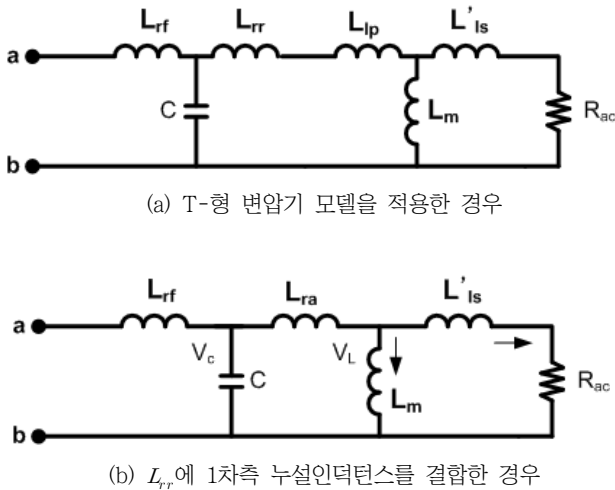 L_rf L_rr L_lp L'_ls
a
C L_m R_ac
b
(a) T-형 변압기 모델을 적용한 경우
L_rf L_ra L'_ls
a
V_c V_L
C L_m R_ac
b
(b) L_rr에 1차측 누설인덕턴스를 결합한 경우